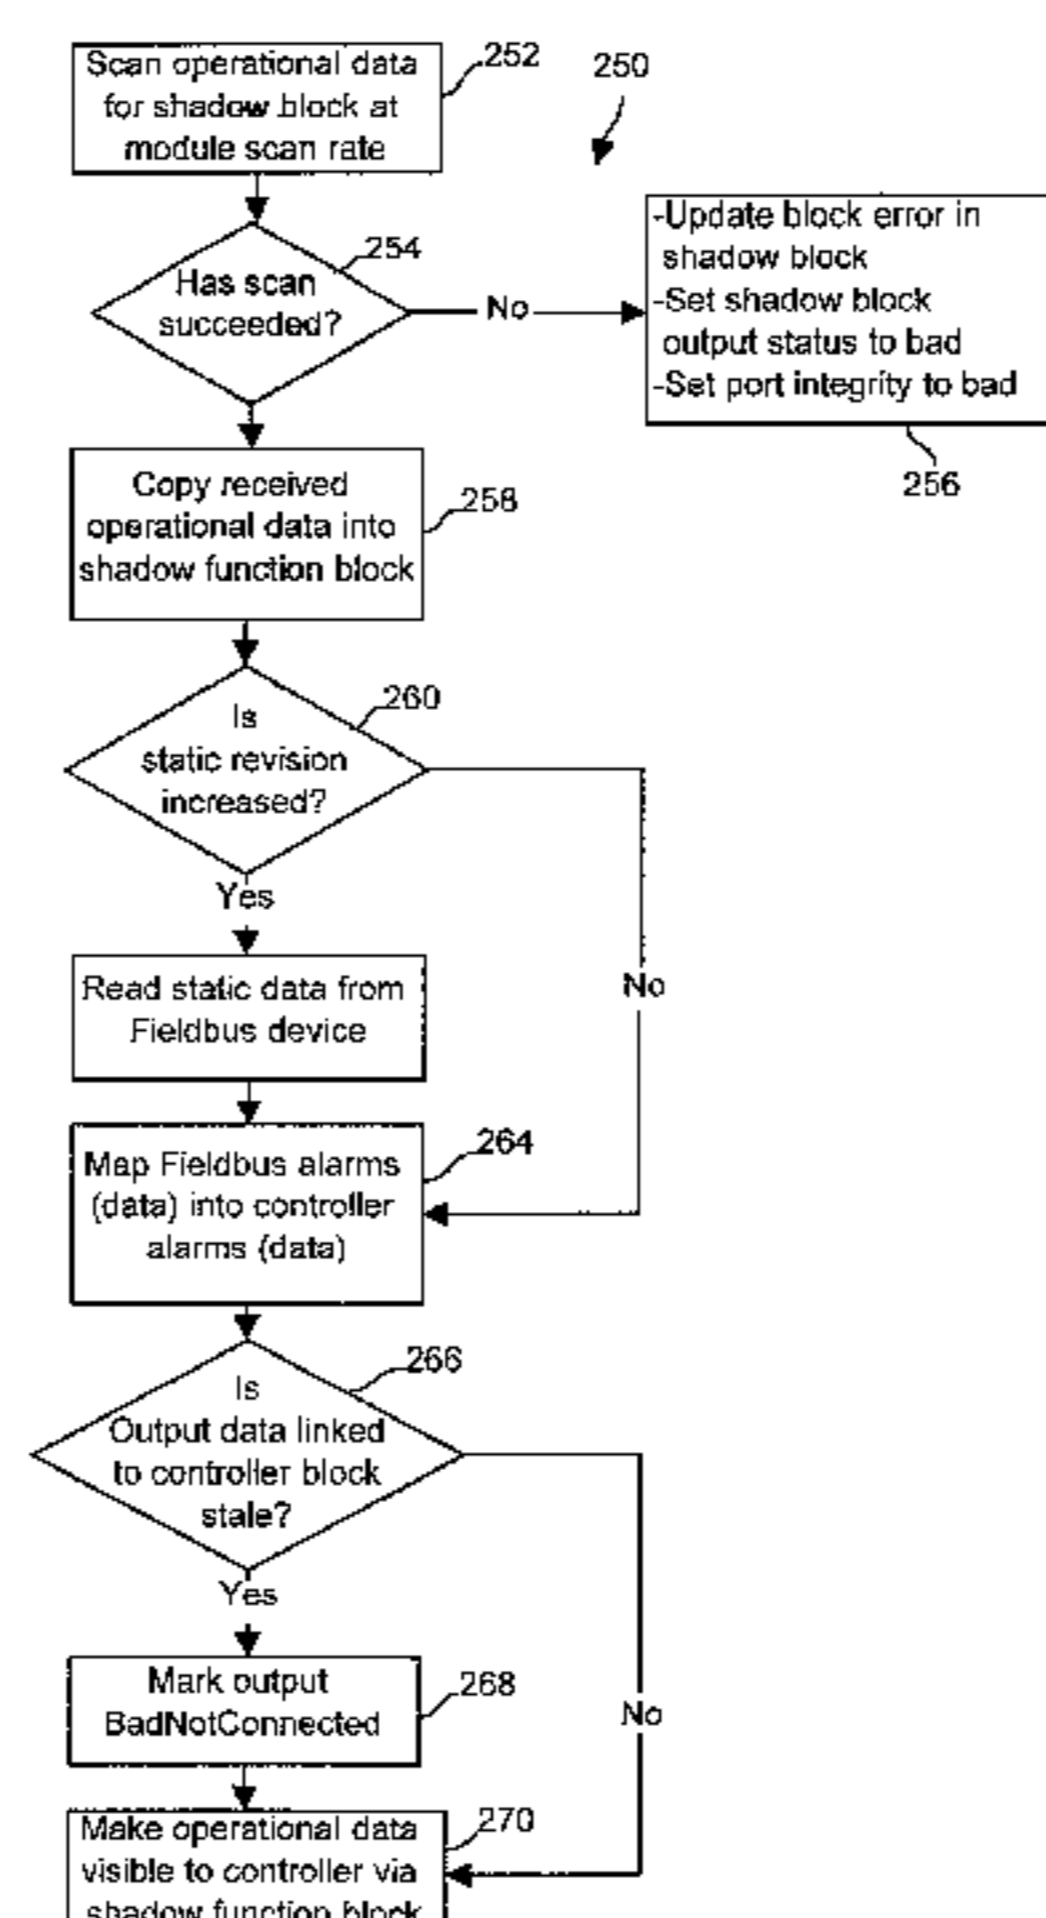 Scan operational data
for shadow block at
module scan rate
252
250
Has scan
succeeded?
254
No
-Update block error in
shadow block
-Set shadow block
output status to bad
-Set port integrity to bad
256
Copy received
operational data into
shadow function block
258
Is
static revision
increased?
260
Yes
No
Read static data from
Fieldbus device
Map Fieldbus alarms
(data) into controller
alarms (data)
264
Is
Output data linked
to controller block
stale?
266
Yes
No
Mark output
BadNotConnected
268
Make operational data
visible to controller via
shadow function block
270